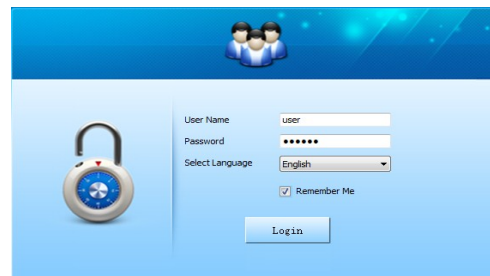 User Name user
Password ●●●●●●
Select Language English
Remember Me
Login